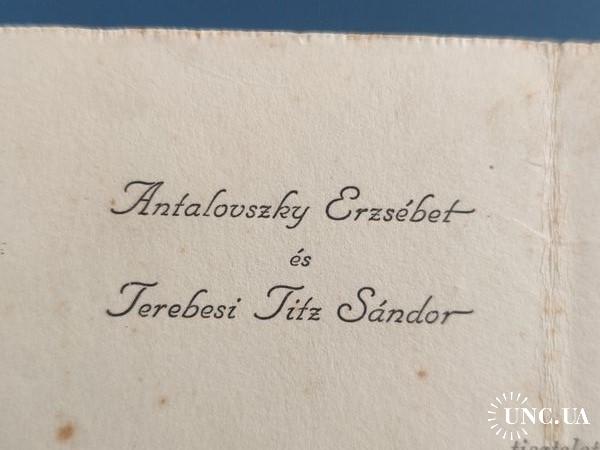 Antalovszky Erzsébet
és
Terebesi Titz Sándor
UNC.UA